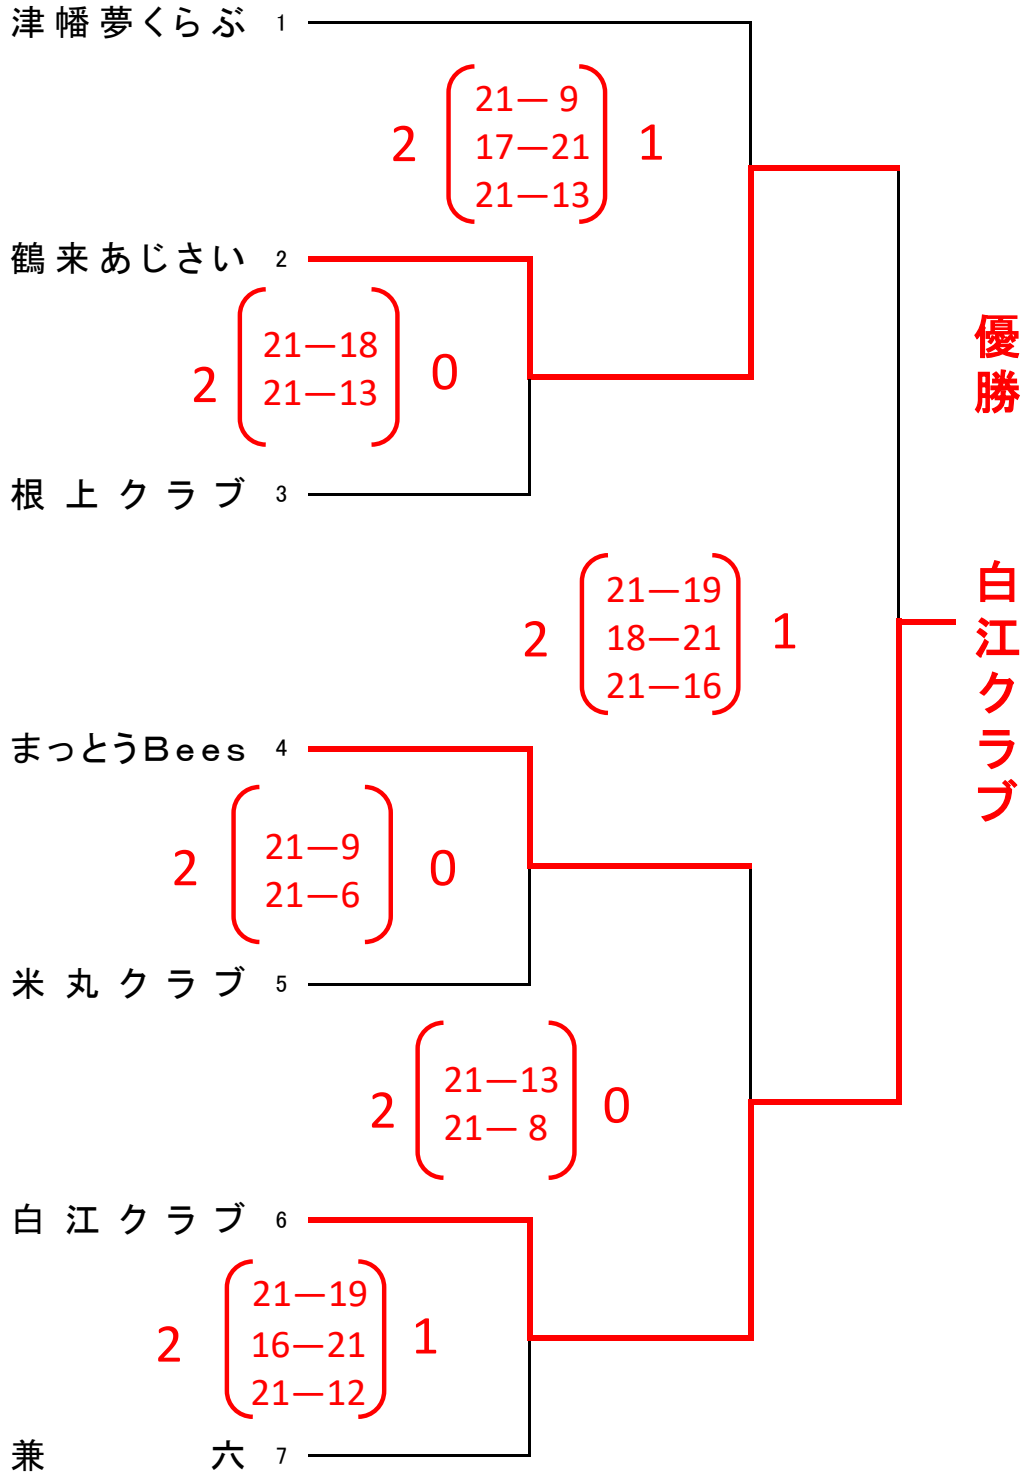 津幡夢くらぶ 1
21― 9
2 17―21 1
21―13
鶴来あじさい 2
21―18
2 0
21―13
根上クラブ 3
優勝
21―19
2 18―21 1
21―16
白江クラブ
まっとうBees 4
21―9
2 0
21―6
米丸クラブ 5
21―13
2 0
21― 8
白江クラブ 6
21―19
2 16―21 1
21―12
兼六 7